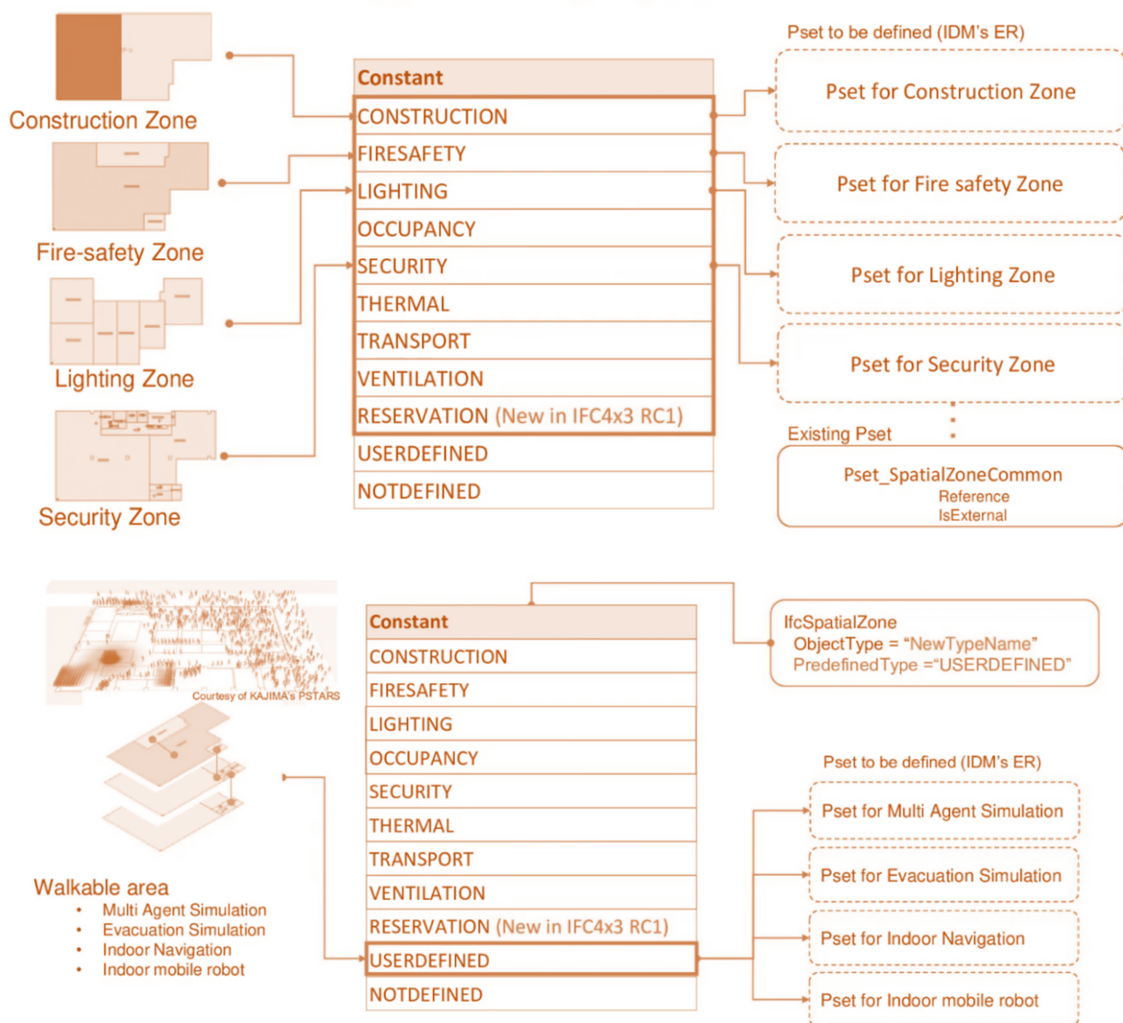 Construction Zone
Fire-safety Zone
Lighting Zone
Security Zone
Constant
CONSTRUCTION
FIRESAFETY
LIGHTING
OCCUPANCY
SECURITY
THERMAL
TRANSPORT
VENTILATION
RESERVATION (New in IFC4x3 RC1)
USERDEFINED
NOTDEFINED
Pset to be defined (IDM's ER)
Pset for Construction Zone
Pset for Fire safety Zone
Pset for Lighting Zone
Pset for Security Zone
Existing Pset
Pset_SpatialZoneCommon
Reference
IsExternal
Courtesy of KAJIMA's PSTARS
Walkable area
• Multi Agent Simulation
• Evacuation Simulation
• Indoor Navigation
• Indoor mobile robot
Constant
CONSTRUCTION
FIRESAFETY
LIGHTING
OCCUPANCY
SECURITY
THERMAL
TRANSPORT
VENTILATION
RESERVATION (New in IFC4x3 RC1)
USERDEFINED
NOTDEFINED
IfcSpatialZone
ObjectType = “NewTypeName”
PredefinedType =“USERDEFINED”
Pset to be defined (IDM's ER)
Pset for Multi Agent Simulation
Pset for Evacuation Simulation
Pset for Indoor Navigation
Pset for Indoor mobile robot